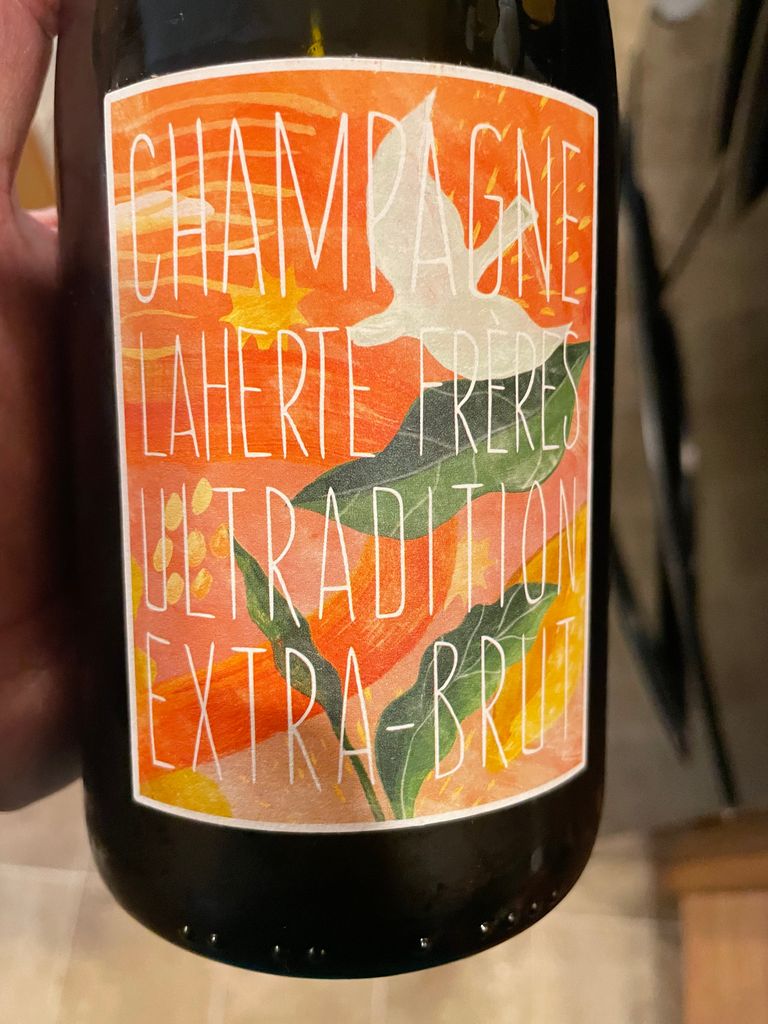 CHAMPAGNE
LAHERTE FRÈRES
ULTRADITION
EXTRA-BRUT